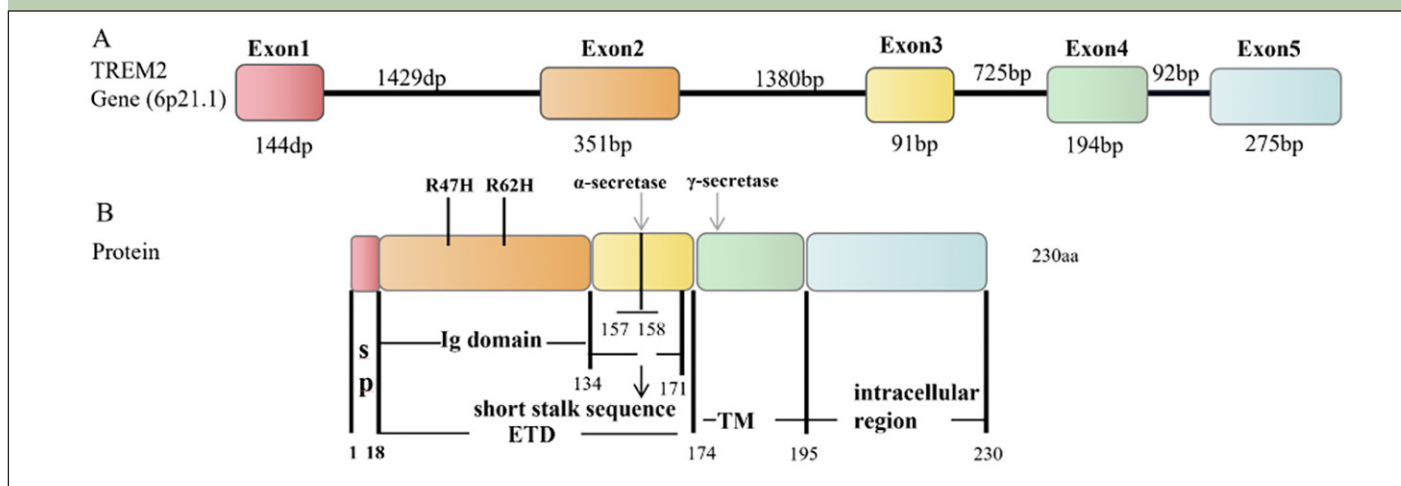 A
TREM2
Gene (6p21.1)
Exon1
Exon2
Exon3
Exon4
Exon5
1429dp
1380bp
725bp
92bp
144dp
351bp
91bp
194bp
275bp
B
Protein
R47H
R62H
α-secretase
γ-secretase
230aa
s
p
Ig domain
157 158
134
171
short stalk sequence
ETD
TM
intracellular
region
1 18
174
195
230